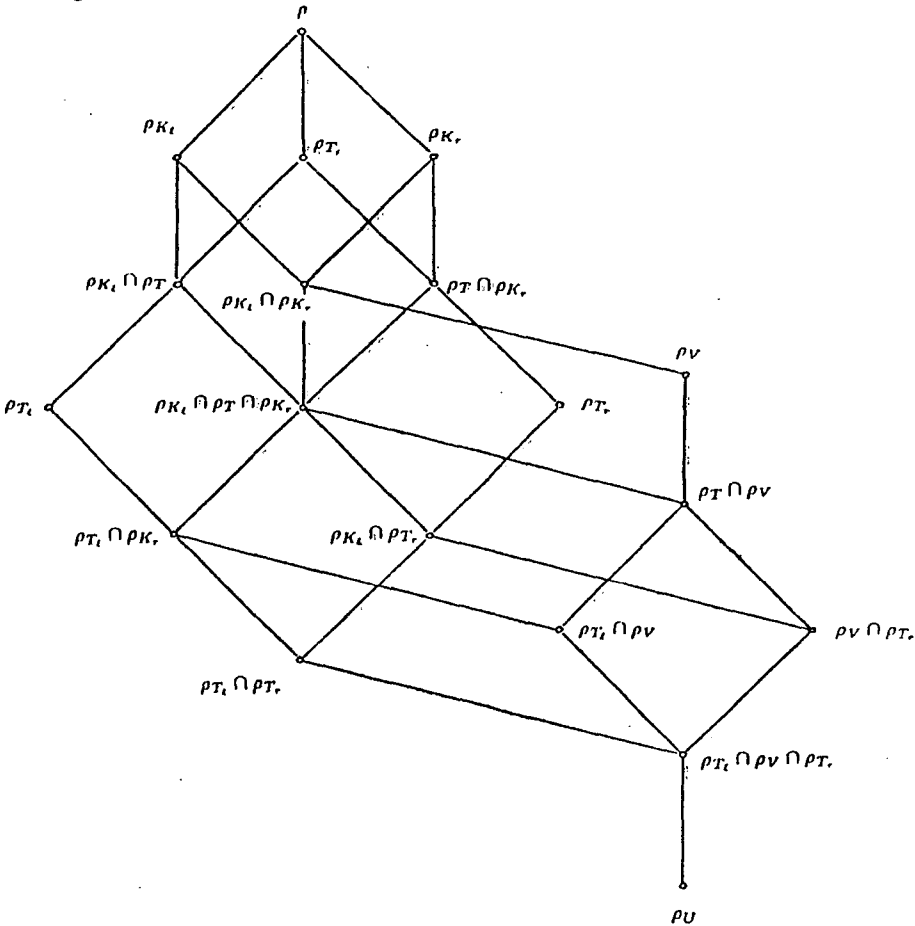 ρ
ρK_l
ρT_r
ρK_r
ρK_l ∩ ρT
ρK_l ∩ ρK_r
ρT ∩ ρK_r
ρV
ρT_l
ρK_l ∩ ρT ∩ ρK_r
ρT_r
ρT ∩ ρV
ρT_l ∩ ρK_r
ρK_l ∩ ρT_r
ρT_l ∩ ρV
ρV ∩ ρT_r
ρT_l ∩ ρT_r
ρT_l ∩ ρV ∩ ρT_r
ρU